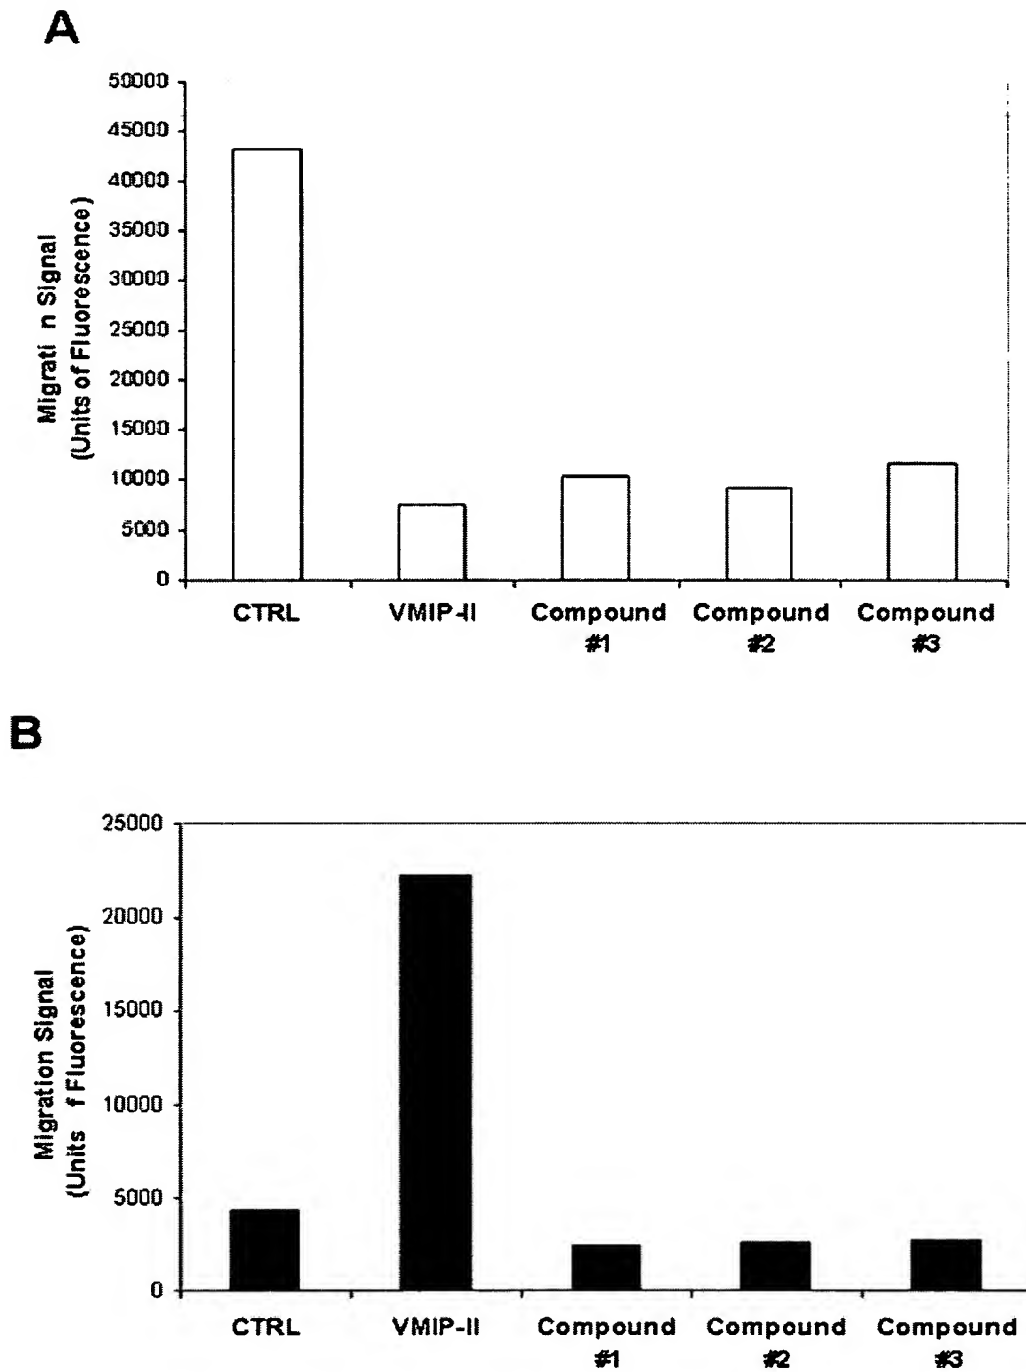 A
50000
45000
40000
35000
30000
25000
20000
15000
10000
5000
0
Migrati n Signal
(Units of Fluorescence)
CTRL
VMIP-II
Compound
#1
Compound
#2
Compound
#3
B
25000
20000
15000
10000
5000
0
Migration Signal
(Units f Fluorescence)
CTRL
VMIP-II
Compound
#1
Compound
#2
Compound
#3